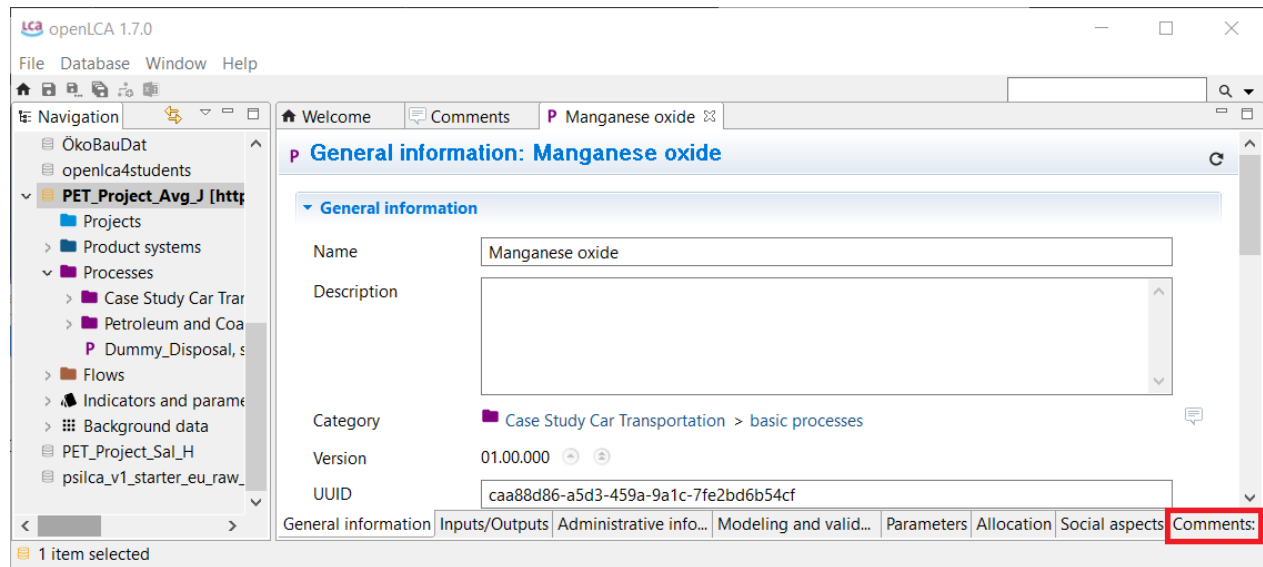 LCA openLCA 1.7.0
File Database Window Help
Navigation
Welcome Comments P Manganese oxide
ÖkoBauDat
openlca4students
PET_Project_Avg_J [http
Projects
Product systems
Processes
Case Study Car Tran
Petroleum and Coa
P Dummy_Disposal, s
Flows
Indicators and parame
Background data
PET_Project_Sal_H
psilca_v1_starter_eu_raw_
P General information: Manganese oxide
General information
Name Manganese oxide
Description
Category Case Study Car Transportation > basic processes
Version 01.00.000
UUID caa88d86-a5d3-459a-9a1c-7fe2bd6b54cf
General information Inputs/Outputs Administrative info... Modeling and valid... Parameters Allocation Social aspects Comments:
1 item selected